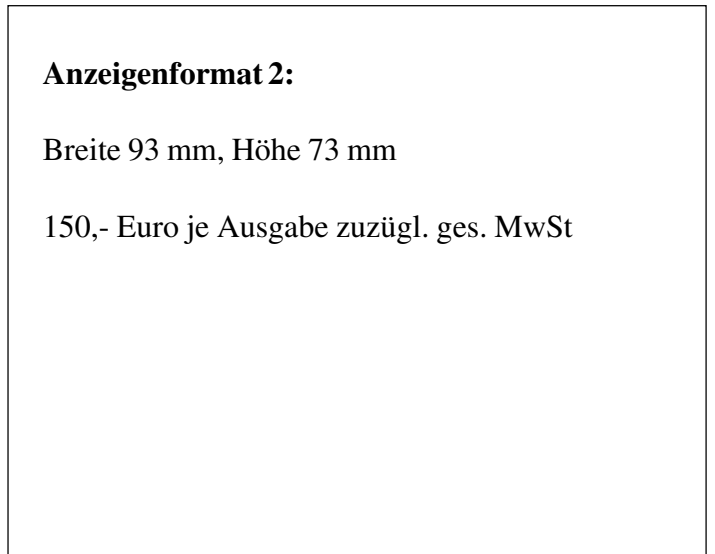 Anzeigenformat 2:
Breite 93 mm, Höhe 73 mm
150,- Euro je Ausgabe zuzügl. ges. MwSt